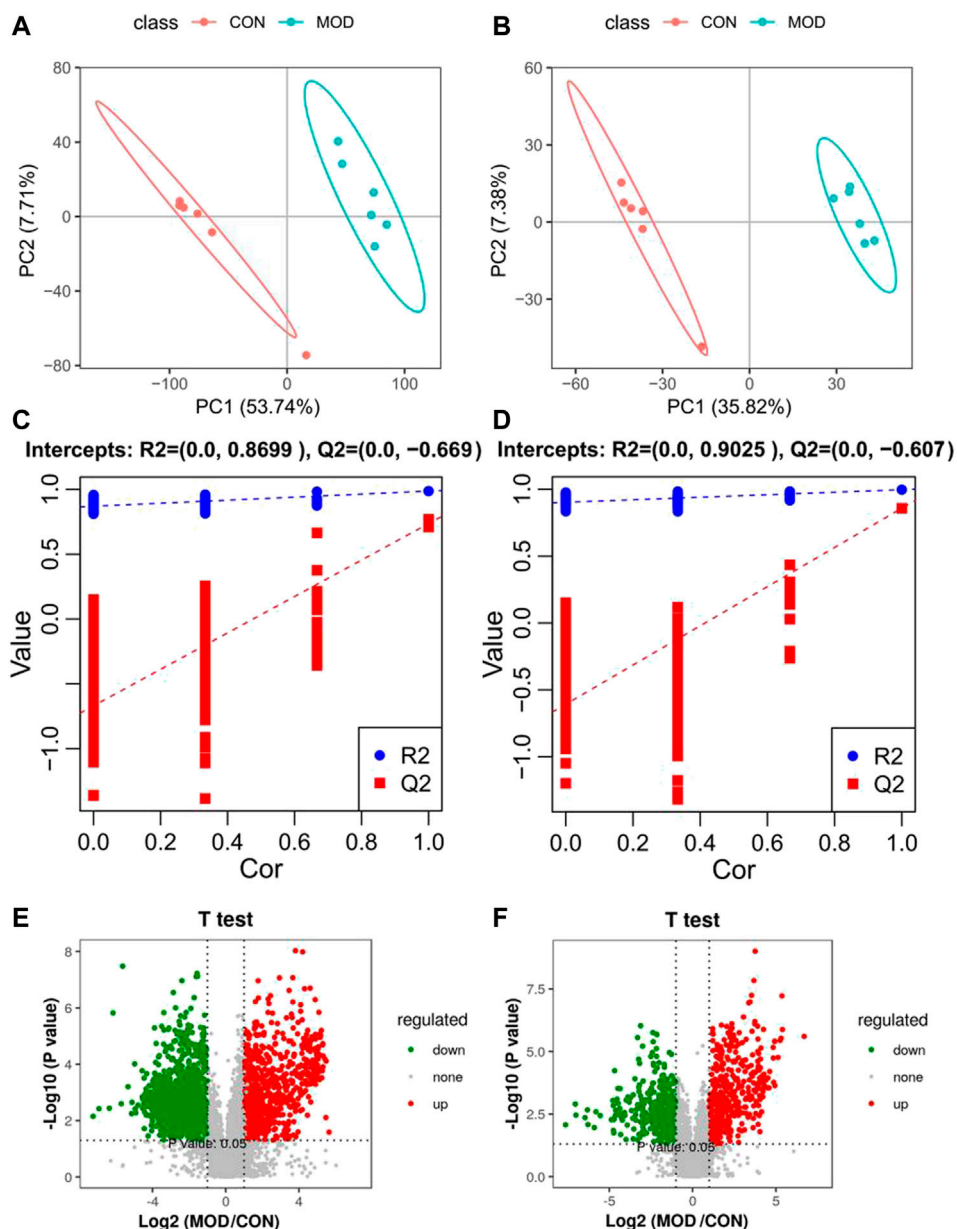 A class CON MOD
80
40
0
−40
−80
PC2 (7.71%)
−100 0 100
PC1 (53.74%)
B class CON MOD
60
30
0
−30
PC2 (7.38%)
−60 −30 0 30
PC1 (35.82%)
C
Intercepts: R2=(0.0, 0.8699 ), Q2=(0.0, −0.669)
1.0
0.5
0.0
−1.0
Value
R2
Q2
0.0 0.2 0.4 0.6 0.8 1.0
Cor
D
Intercepts: R2=(0.0, 0.9025 ), Q2=(0.0, −0.607)
1.0
0.5
0.0
−0.5
−1.0
Value
R2
Q2
0.0 0.2 0.4 0.6 0.8 1.0
Cor
E T test
8
6
4
2
0
-Log10 (P value)
P value: 0.05
−4 0 4
Log2 (MOD/CON)
regulated
down
none
up
F T test
7.5
5.0
2.5
0.0
-Log10 (P value)
P value: 0.05
−5 0 5
Log2 (MOD/CON)
regulated
down
none
up